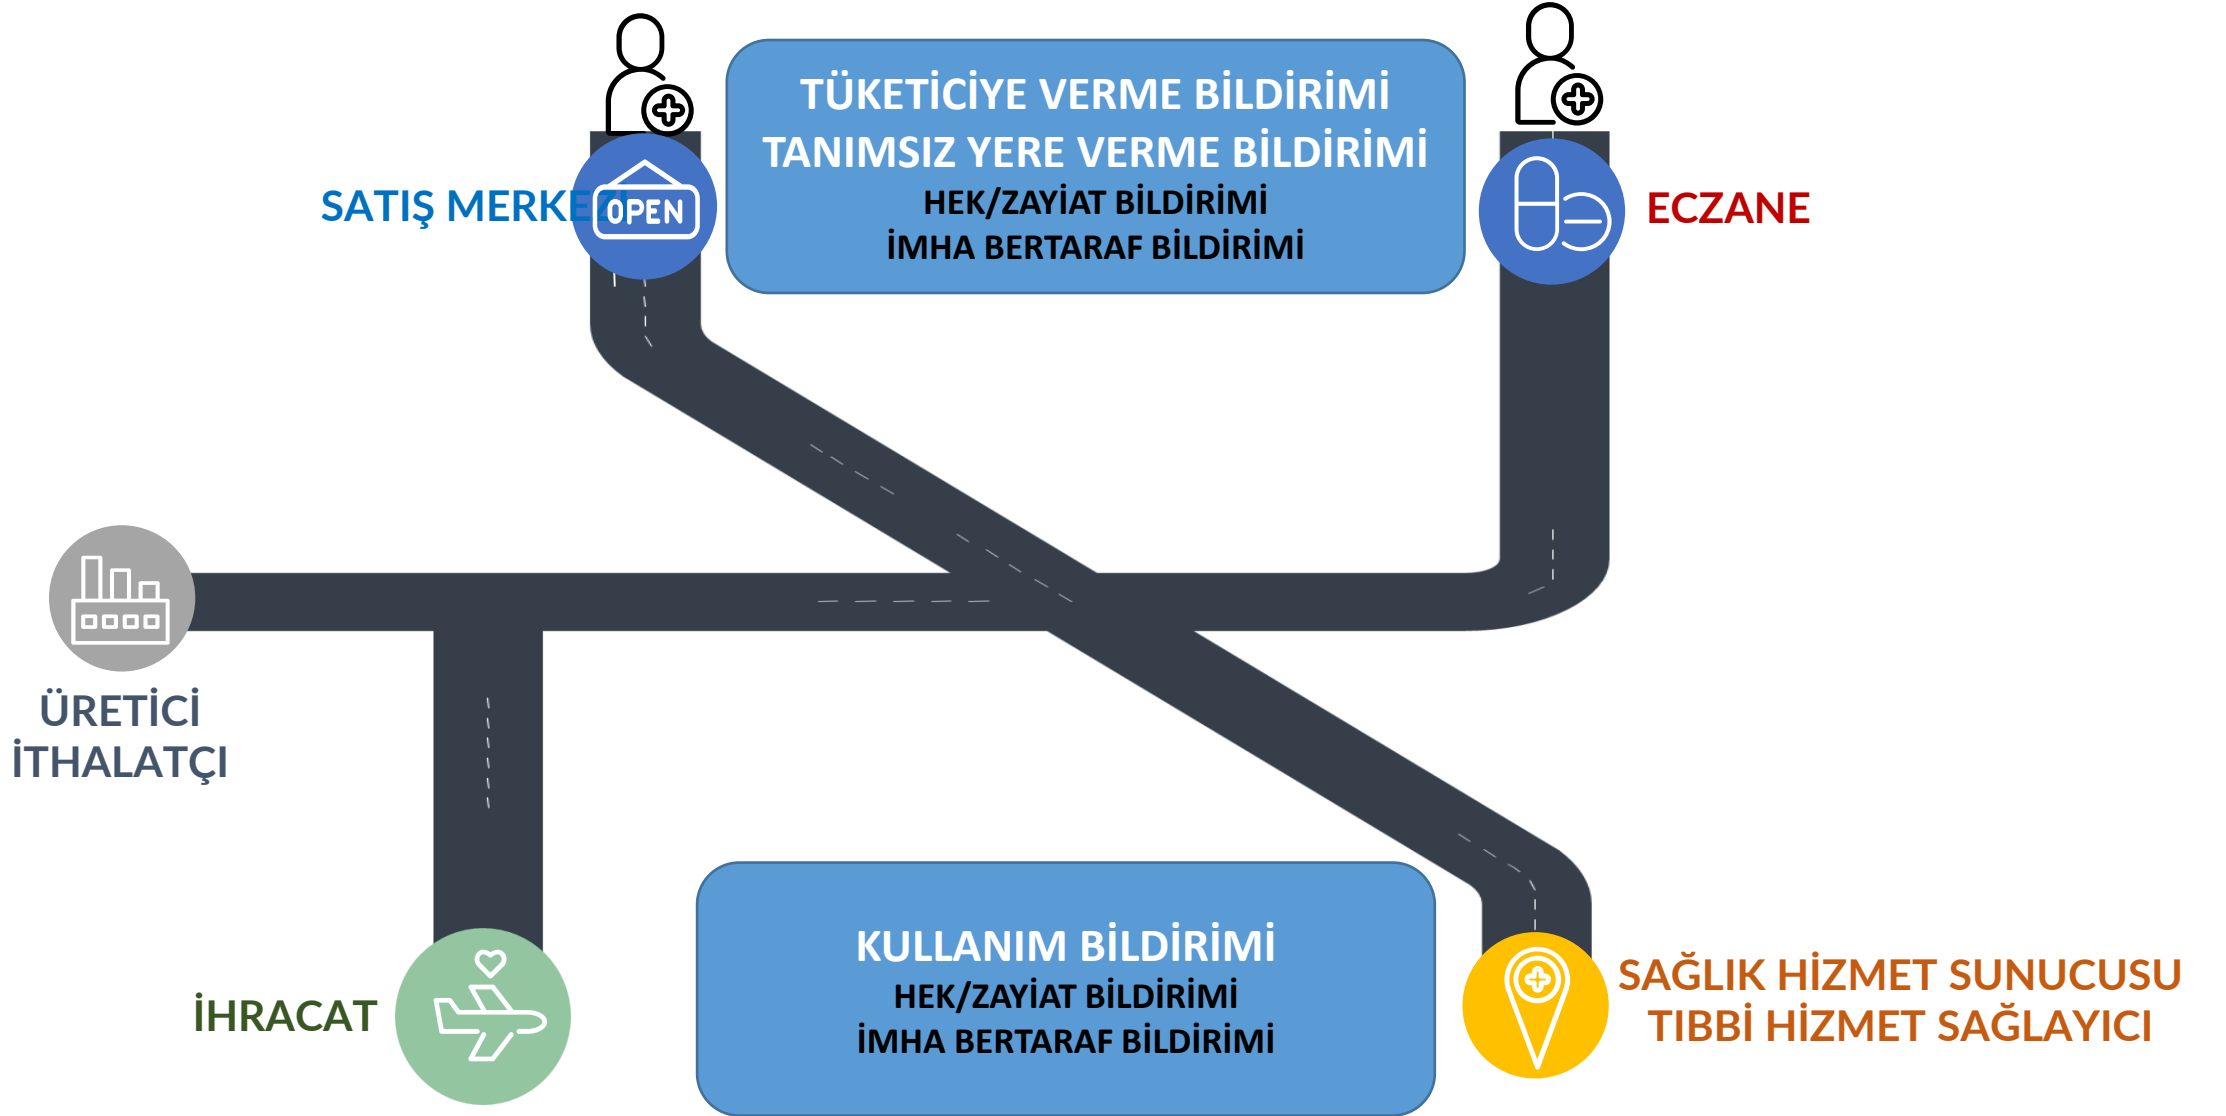 TÜKETİCİYE VERME BİLDİRİMİ
TANIMSIZ YERE VERME BİLDİRİMİ
HEK/ZAYİAT BİLDİRİMİ
İMHA BERTARAF BİLDİRİMİ
SATIŞ MERKEZİ
OPEN
ECZANE
ÜRETİCİ
İTHALATÇI
KULLANIM BİLDİRİMİ
HEK/ZAYİAT BİLDİRİMİ
İMHA BERTARAF BİLDİRİMİ
İHRACAT
SAĞLIK HİZMET SUNUCUSU
TIBBİ HİZMET SAĞLAYICI